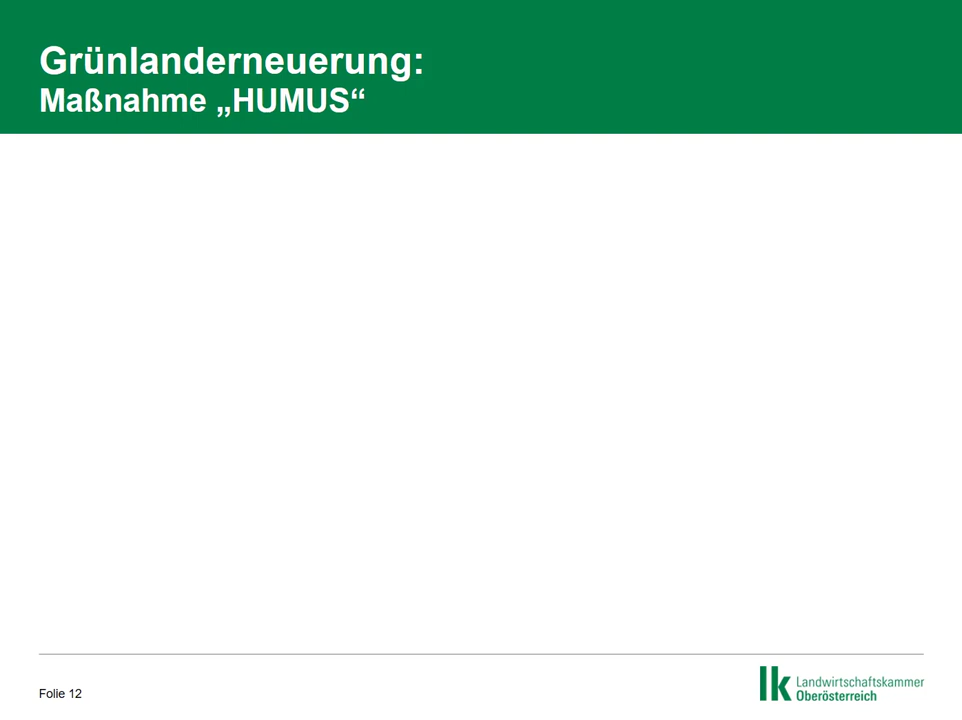 Grünlanderneuerung:
Maßnahme „HUMUS“
Folie 12
lk Landwirtschaftskammer
Oberösterreich